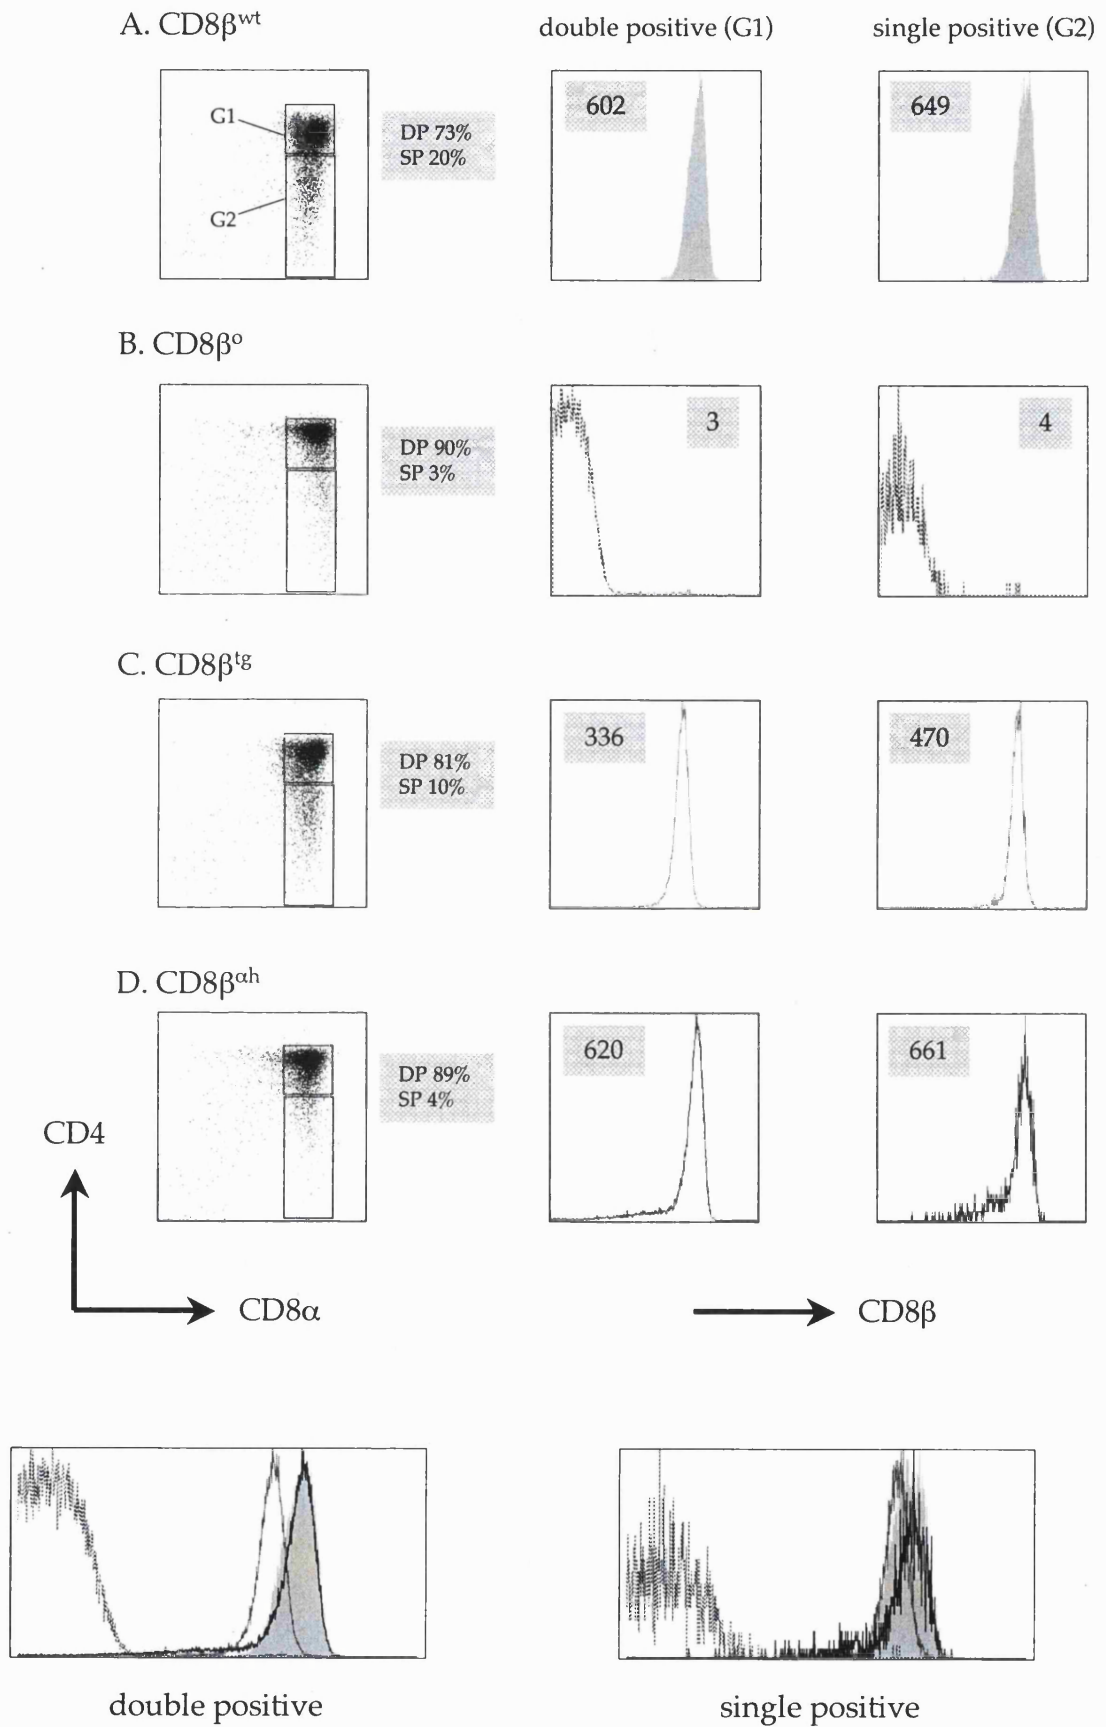 A. CD8βʷᵗ
double positive (G1)
single positive (G2)
G1
G2
DP 73%
SP 20%
602
649
B. CD8β⁰
DP 90%
SP 3%
3
4
C. CD8βᵗᵍ
DP 81%
SP 10%
336
470
D. CD8βᵅʰ
DP 89%
SP 4%
620
661
CD4
CD8α
CD8β
double positive
single positive